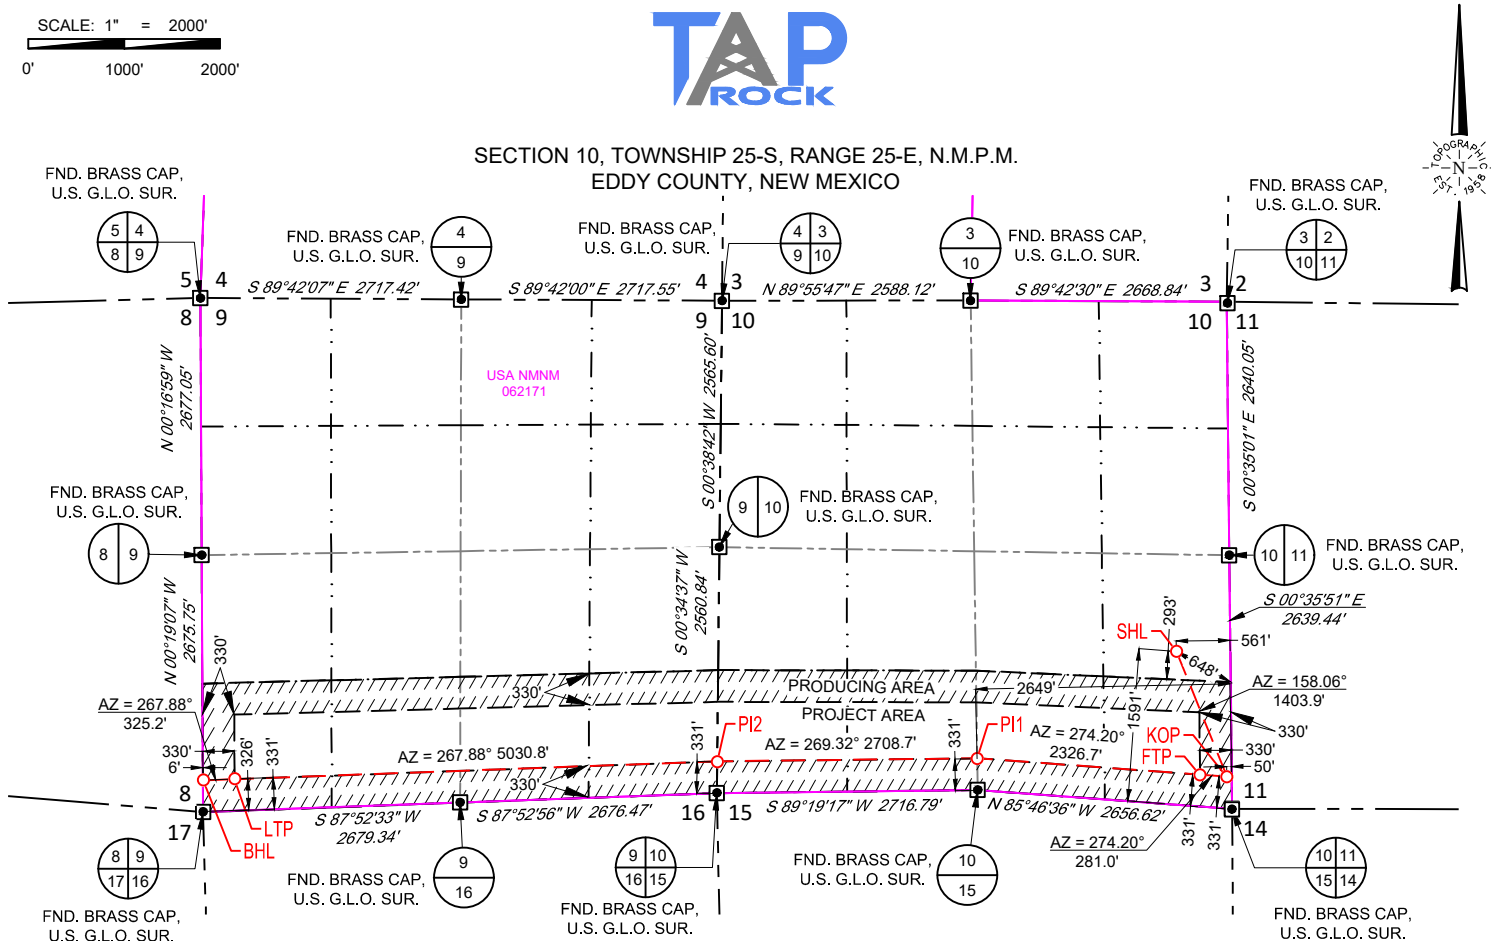 SCALE: 1" = 2000'
0' 1000' 2000'
TAP
ROCK
SECTION 10, TOWNSHIP 25-S, RANGE 25-E, N.M.P.M.
EDDY COUNTY, NEW MEXICO
TOPOGRAPHIC
N
EST. 1958
FND. BRASS CAP,
U.S. G.L.O. SUR.
5 4
8 9
FND. BRASS CAP,
U.S. G.L.O. SUR.
4
9
FND. BRASS CAP,
U.S. G.L.O. SUR.
4 3
9 10
3
10
FND. BRASS CAP,
U.S. G.L.O. SUR.
FND. BRASS CAP,
U.S. G.L.O. SUR.
3 2
10 11
5 4
8 9
S 89°42'07" E 2717.42'
S 89°42'00" E 2717.55'
4 3
9 10
N 89°55'47" E 2588.12'
S 89°42'30" E 2668.84'
3 2
10 11
N 00°16'59" W
2677.05'
USA NMNM
062171
S 00°38'42" W 2565.60'
S 00°35'01" E 2640.05'
FND. BRASS CAP,
U.S. G.L.O. SUR.
8 9
9 10
FND. BRASS CAP,
U.S. G.L.O. SUR.
10 11
FND. BRASS CAP,
U.S. G.L.O. SUR.
N 00°19'07" W
2675.75'
S 00°34'37" W
2560.84'
S 00°35'51" E
2639.44'
SHL
293'
561'
648'
1591'
330'
330'
PRODUCING AREA
2649'
PROJECT AREA
AZ = 158.06°
1403.9'
330'
AZ = 267.88°
325.2'
330'
6'
326'
331'
AZ = 267.88° 5030.8'
330'
331'
PI2
AZ = 269.32° 2708.7'
331'
PI1
AZ = 274.20°
2326.7'
KOP
FTP
330'
50'
8
17
LTP
BHL
S 87°52'33" W
2679.34'
S 87°52'56" W 2676.47'
16 15
S 89°19'17" W 2716.79'
N 85°46'36" W 2656.62'
11
14
331'
331'
AZ = 274.20°
281.0'
8 9
17 16
FND. BRASS CAP,
U.S. G.L.O. SUR.
FND. BRASS CAP,
U.S. G.L.O. SUR.
9
16
9 10
16 15
FND. BRASS CAP,
U.S. G.L.O. SUR.
FND. BRASS CAP,
U.S. G.L.O. SUR.
10
15
10 11
15 14
FND. BRASS CAP,
U.S. G.L.O. SUR.